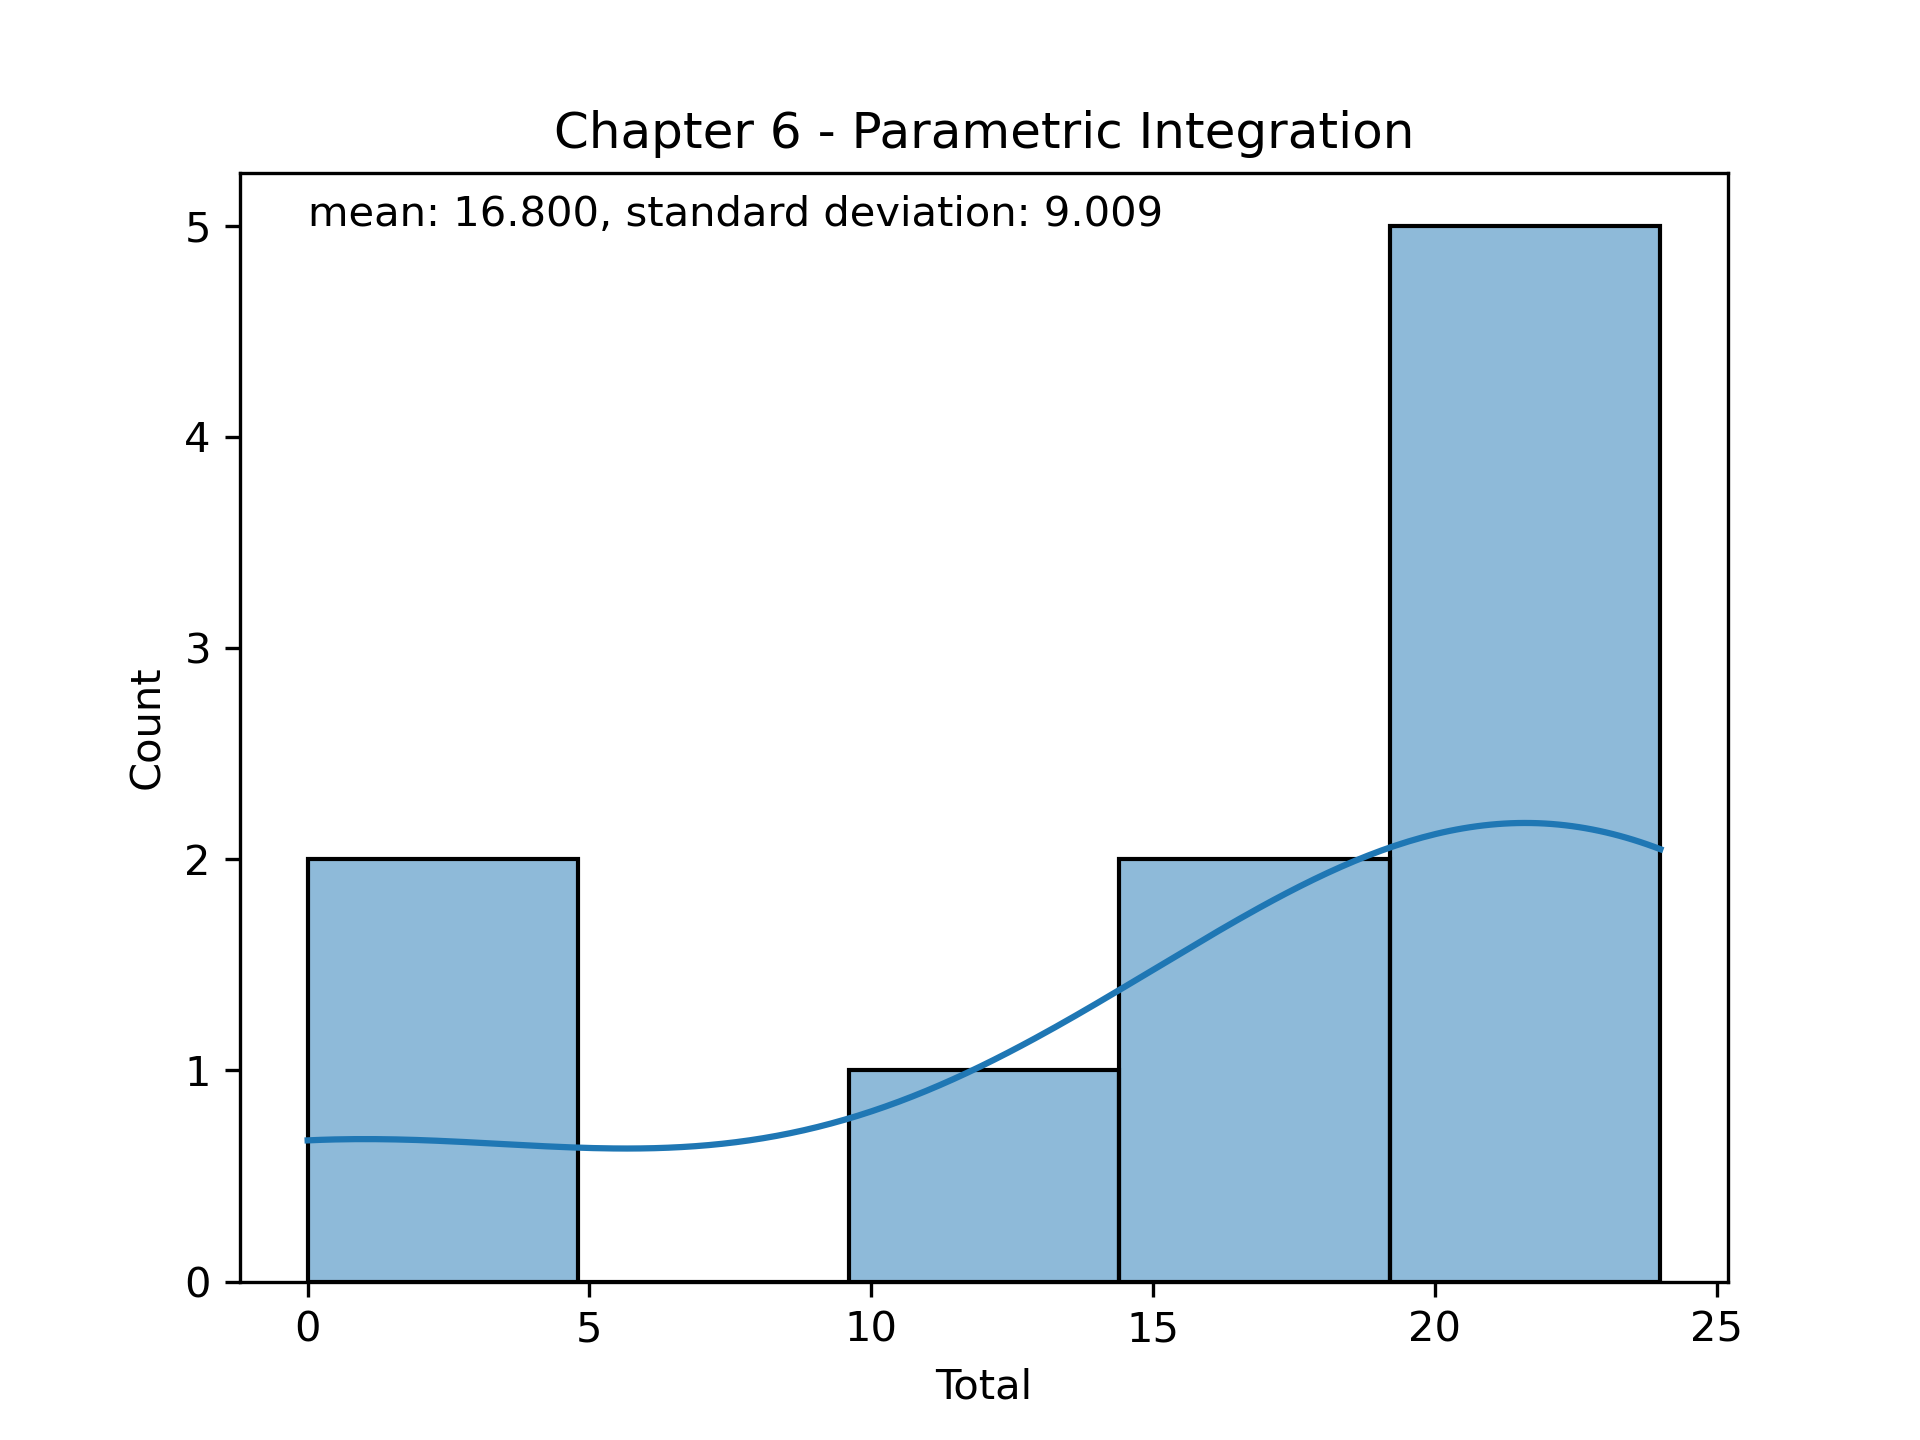 Chapter 6 - Parametric Integration
mean: 16.800, standard deviation: 9.009
5
4
3
2
1
0
Count
0 5 10 15 20 25
Total